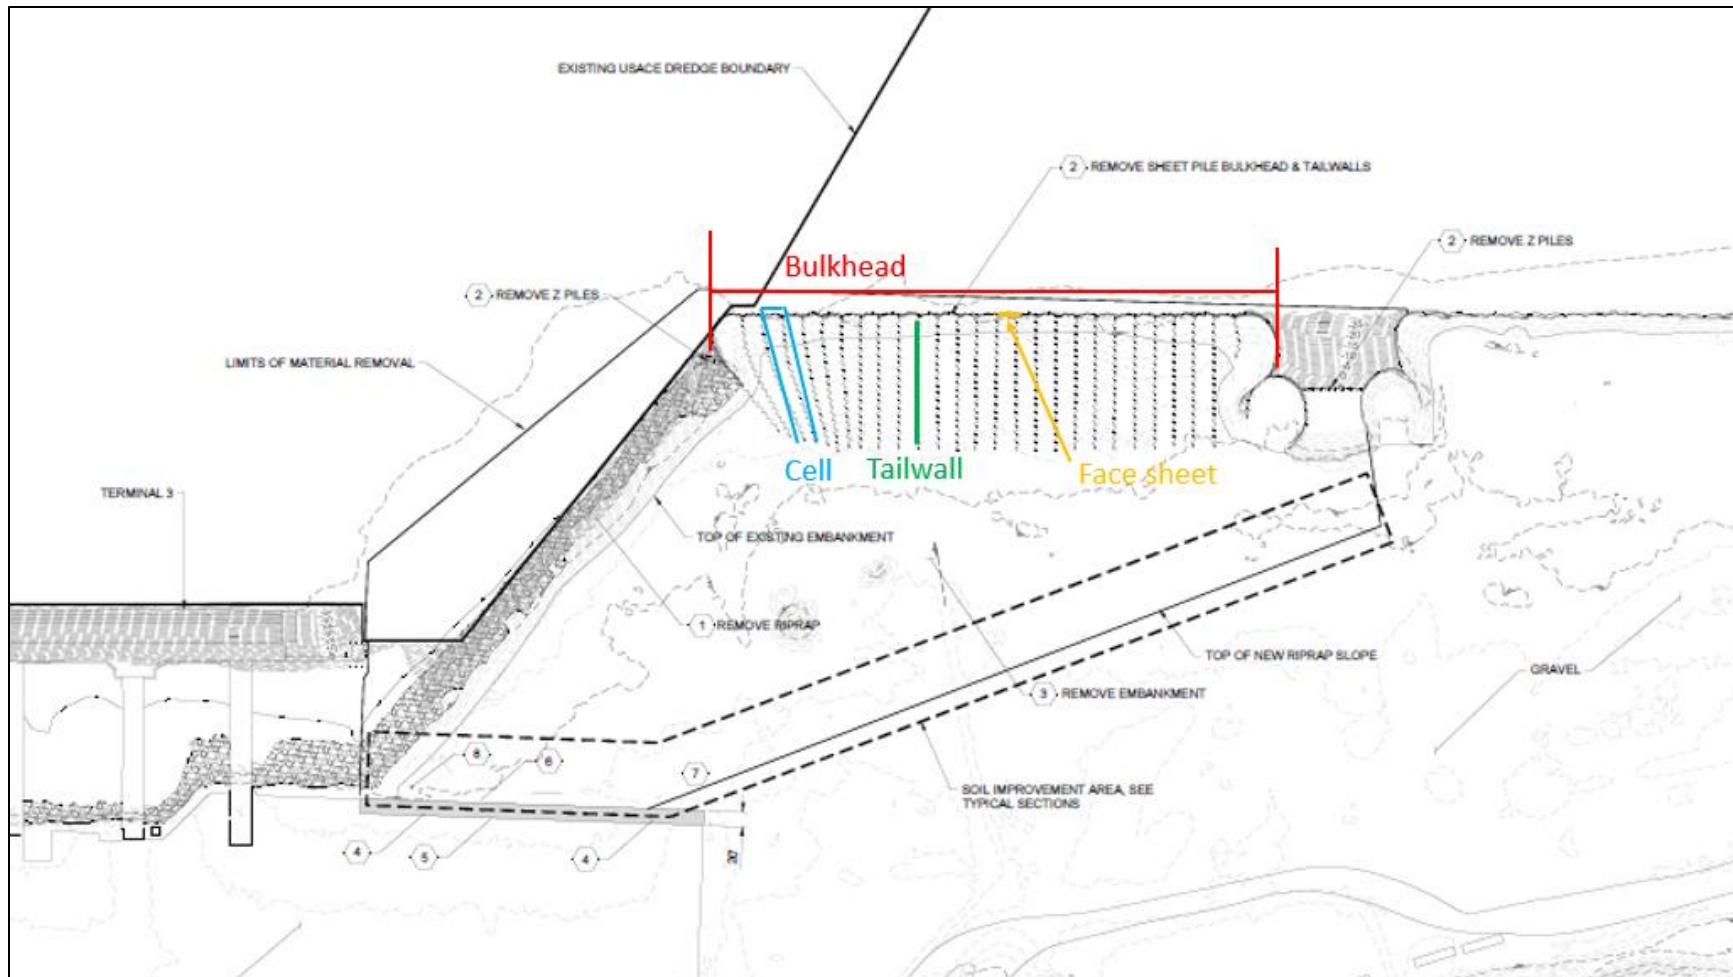 EXISTING USACE DREDGE BOUNDARY
2 REMOVE SHEET PILE BULKHEAD & TAILWALLS
2 REMOVE Z PILES
Bulkhead
2 REMOVE Z PILES
LIMITS OF MATERIAL REMOVAL
Cell
Tailwall
Face sheet
TERMINAL 3
TOP OF EXISTING EMBANKMENT
1 REMOVE RIPRAP
TOP OF NEW RIPRAP SLOPE
GRAVEL
3 REMOVE EMBANKMENT
8
6
7
SOIL IMPROVEMENT AREA, SEE
TYPICAL SECTIONS
4
5
4
20'